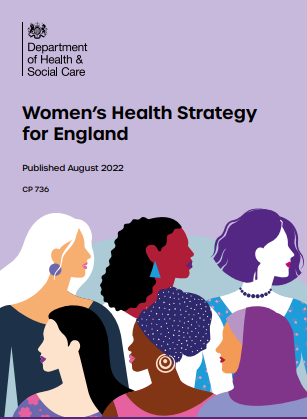 Department
of Health &
Social Care
Women's Health Strategy
for England
Published August 2022
CP 736